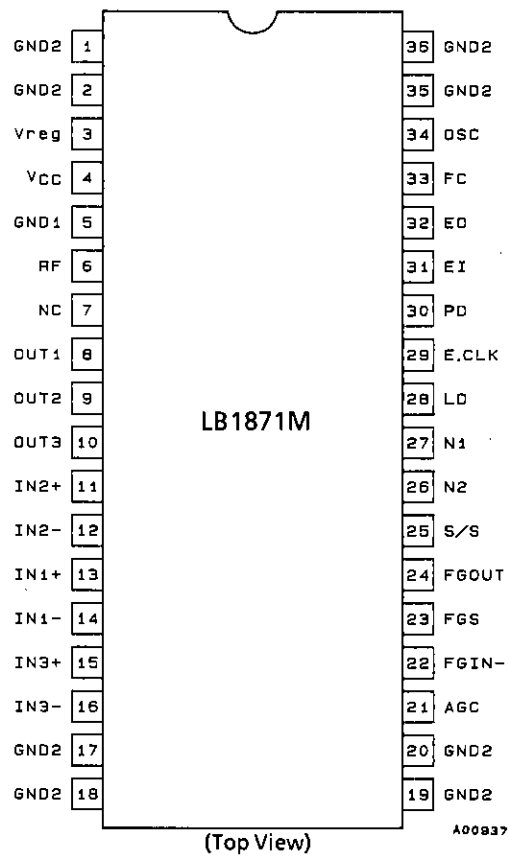 GND2 1 36 GND2
GND2 2 35 GND2
Vreg 3 34 OSC
VCC 4 33 FC
GND1 5 32 EO
RF 6 31 EI
NC 7 30 PD
OUT1 8 29 E.CLK
OUT2 9 28 LD
LB1871M
OUT3 10 27 N1
IN2+ 11 26 N2
IN2- 12 25 S/S
IN1+ 13 24 FGOUT
IN1- 14 23 FGS
IN3+ 15 22 FGIN-
IN3- 16 21 AGC
GND2 17 20 GND2
GND2 18 19 GND2
A00937
(Top View)